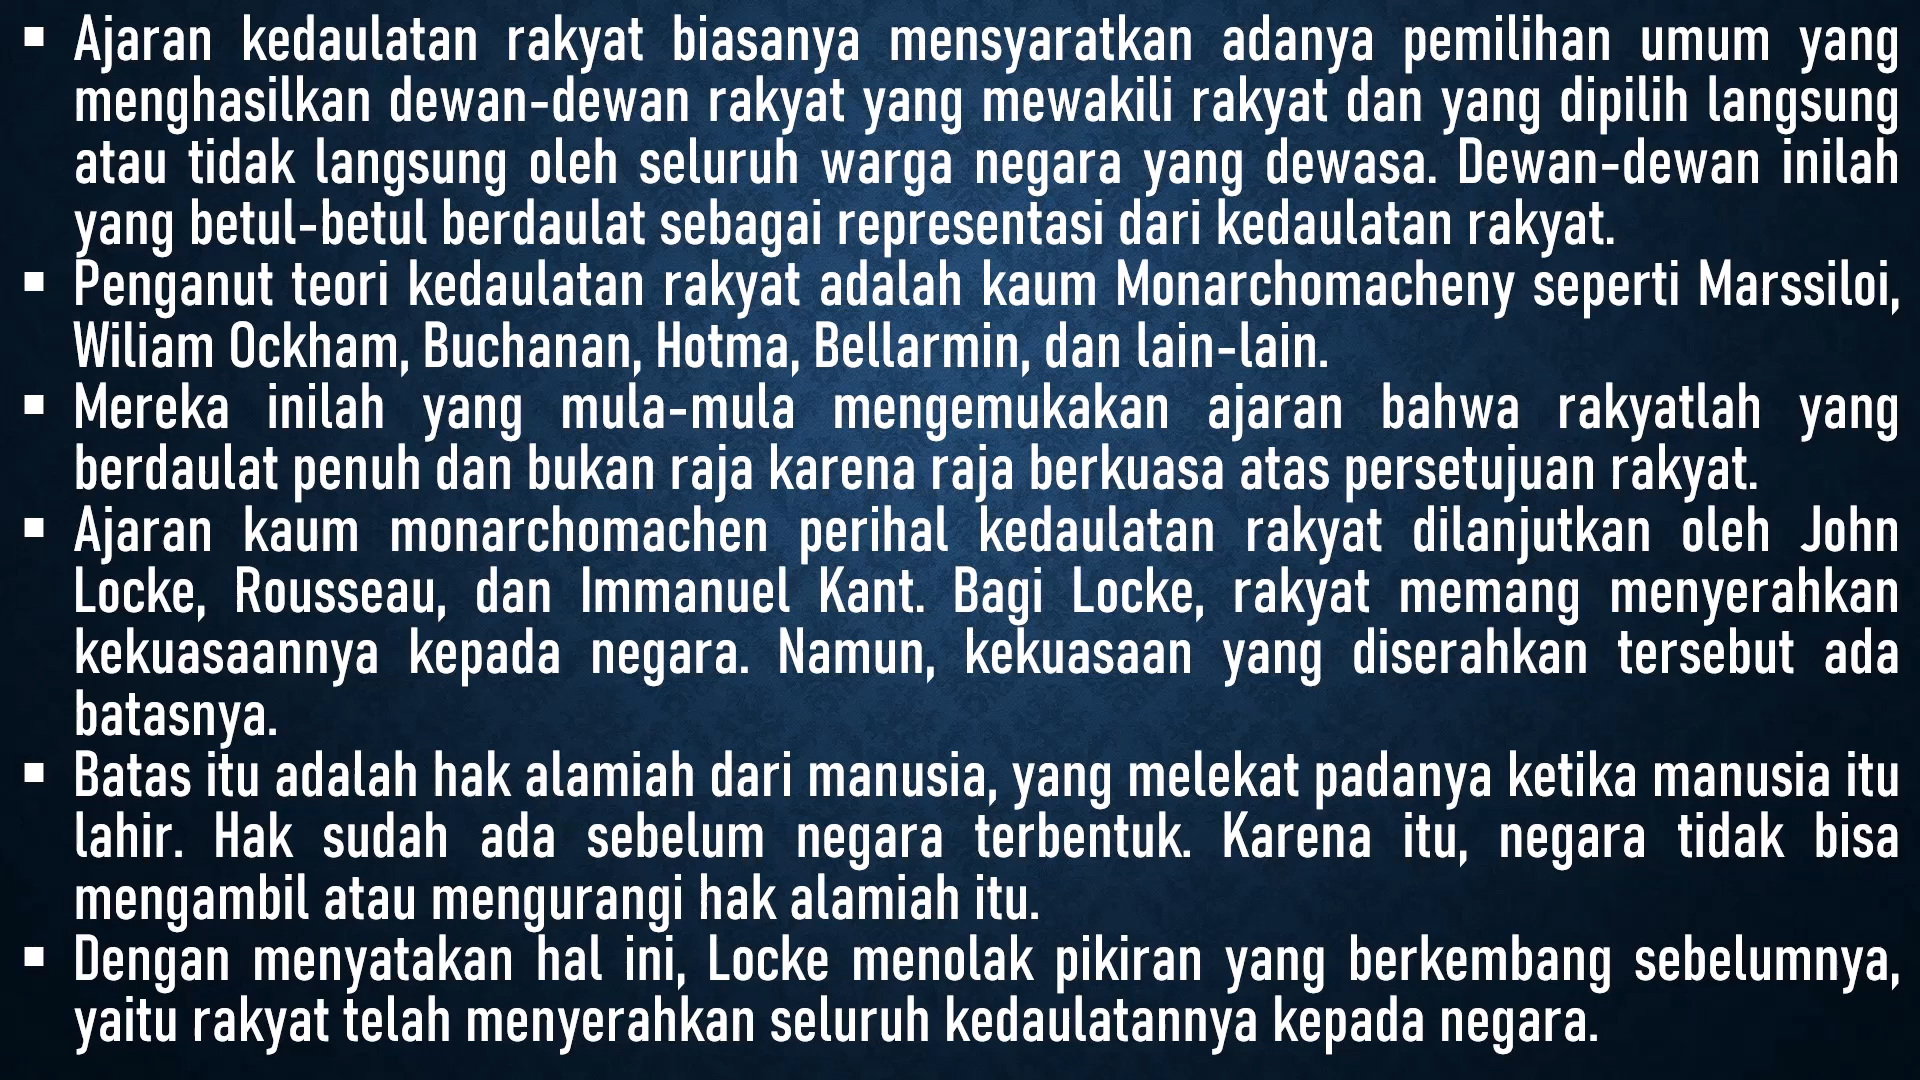 ▪ Ajaran kedaulatan rakyat biasanya mensyaratkan adanya pemilihan umum yang
menghasilkan dewan-dewan rakyat yang mewakili rakyat dan yang dipilih langsung
atau tidak langsung oleh seluruh warga negara yang dewasa. Dewan-dewan inilah
yang betul-betul berdaulat sebagai representasi dari kedaulatan rakyat.
▪ Penganut teori kedaulatan rakyat adalah kaum Monarchomacheny seperti Marssiloi,
Wiliam Ockham, Buchanan, Hotma, Bellarmin, dan lain-lain.
▪ Mereka inilah yang mula-mula mengemukakan ajaran bahwa rakyatlah yang
berdaulat penuh dan bukan raja karena raja berkuasa atas persetujuan rakyat.
▪ Ajaran kaum monarchomachen perihal kedaulatan rakyat dilanjutkan oleh John
Locke, Rousseau, dan Immanuel Kant. Bagi Locke, rakyat memang menyerahkan
kekuasaannya kepada negara. Namun, kekuasaan yang diserahkan tersebut ada
batasnya.
▪ Batas itu adalah hak alamiah dari manusia, yang melekat padanya ketika manusia itu
lahir. Hak sudah ada sebelum negara terbentuk. Karena itu, negara tidak bisa
mengambil atau mengurangi hak alamiah itu.
▪ Dengan menyatakan hal ini, Locke menolak pikiran yang berkembang sebelumnya,
yaitu rakyat telah menyerahkan seluruh kedaulatannya kepada negara.